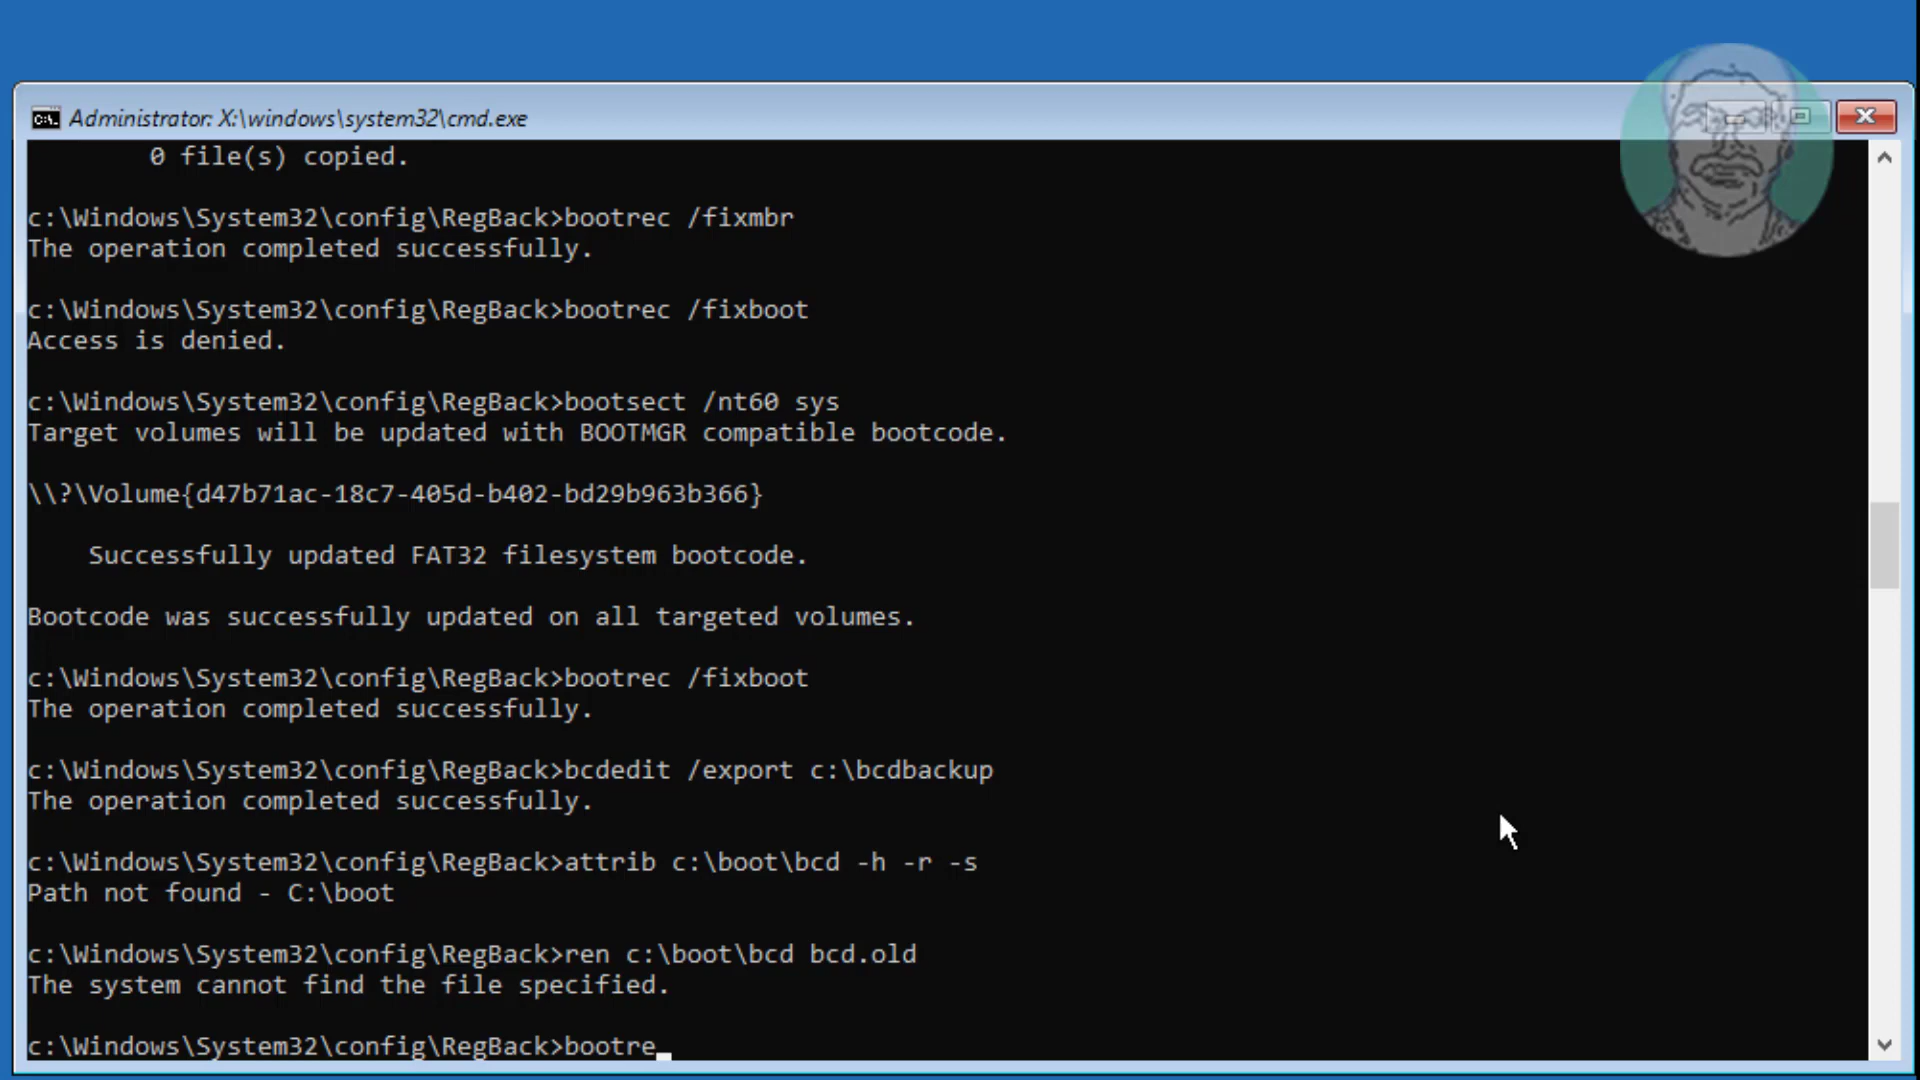 Administrator: X:\windows\system32\cmd.exe
0 file(s) copied.
c:\Windows\System32\config\RegBack>bootrec /fixmbr
The operation completed successfully.
c:\Windows\System32\config\RegBack>bootrec /fixboot
Access is denied.
c:\Windows\System32\config\RegBack>bootsect /nt60 sys
Target volumes will be updated with BOOTMGR compatible bootcode.
\\?\Volume{d47b71ac-18c7-405d-b402-bd29b963b366}
Successfully updated FAT32 filesystem bootcode.
Bootcode was successfully updated on all targeted volumes.
c:\Windows\System32\config\RegBack>bootrec /fixboot
The operation completed successfully.
c:\Windows\System32\config\RegBack>bcdedit /export c:\bcdbackup
The operation completed successfully.
c:\Windows\System32\config\RegBack>attrib c:\boot\bcd -h -r -s
Path not found - C:\boot
c:\Windows\System32\config\RegBack>ren c:\boot\bcd bcd.old
The system cannot find the file specified.
c:\Windows\System32\config\RegBack>bootre_